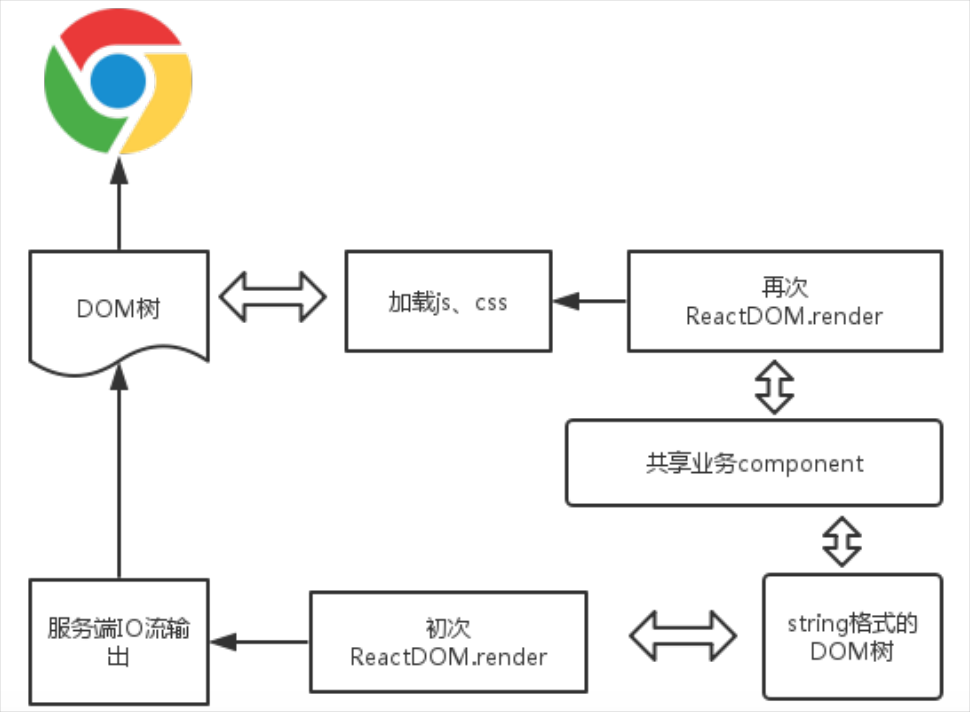 DOM树
加载js、css
再次
ReactDOM.render
共享业务component
服务端IO流输
出
初次
ReactDOM.render
string格式的
DOM树